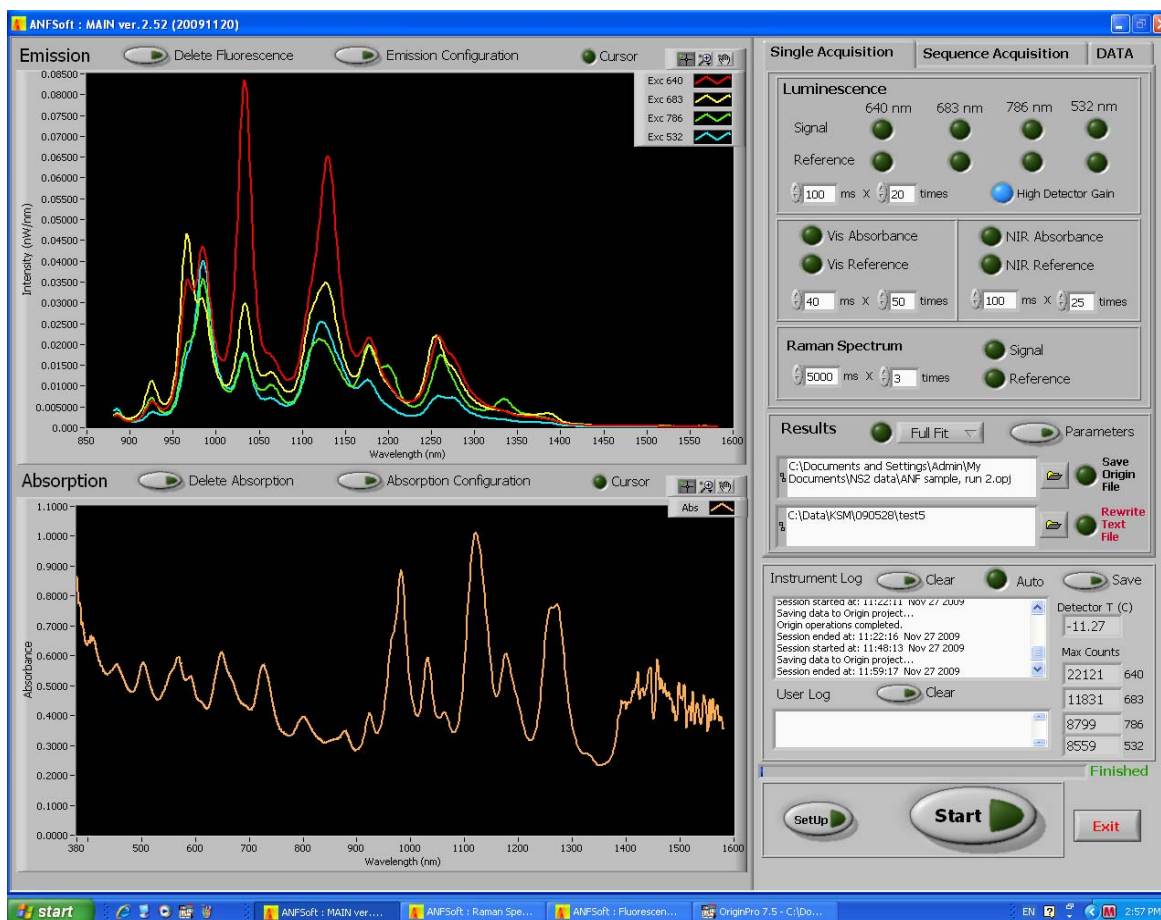 ANFSoft : MAIN ver.2.52 (20091120)
Emission
Delete Fluorescence
Emission Configuration
Cursor
Exc 640
Exc 683
Exc 786
Exc 532
Intensity (nW/nm)
0.08500
0.08000
0.07500
0.07000
0.06500
0.06000
0.05500
0.05000
0.04500
0.04000
0.03500
0.03000
0.02500
0.02000
0.01500
0.01000
0.005000
0.000
850 900 950 1000 1050 1100 1150 1200 1250 1300 1350 1400 1450 1500 1550 1600
Wavelength (nm)
Absorption
Delete Absorption
Absorption Configuration
Cursor
Abs
Absorbance
1.1000
1.0000
0.9000
0.8000
0.7000
0.6000
0.5000
0.4000
0.3000
0.2000
0.1000
0.0000
380 500 600 700 800 900 1000 1100 1200 1300 1400 1500 1600
Wavelength (nm)
Single Acquisition
Sequence Acquisition
DATA
Luminescence
640 nm 683 nm 786 nm 532 nm
Signal
Reference
100 ms X 20 times
High Detector Gain
Vis Absorbance
Vis Reference
40 ms X 50 times
NIR Absorbance
NIR Reference
100 ms X 25 times
Raman Spectrum
Signal
5000 ms X 3 times
Reference
Results
Full Fit
Parameters
C:\Documents and Settings\Admin\My
Documents\NS2 data\ANF sample, run 2.opj
Save
Origin
File
C:\Data\KSM\090528\test5
Rewrite
Text
File
Instrument Log
Clear
Auto
Save
Session started at: 11:22:11 Nov 27 2009
Saving data to Origin project...
Origin operations completed.
Session ended at: 11:22:16 Nov 27 2009
Session started at: 11:48:13 Nov 27 2009
Saving data to Origin project...
Session ended at: 11:59:17 Nov 27 2009
Detector T (C)
-11.27
Max Counts
22121 640
11831 683
8799 786
8559 532
User Log
Clear
Finished
SetUp
Start
Exit
start
ANFSoft : MAIN ver....
ANFSoft : Raman Spe...
ANFSoft : Fluorescen...
OriginPro 7.5 - C:\Do...
EN
2:57 PM